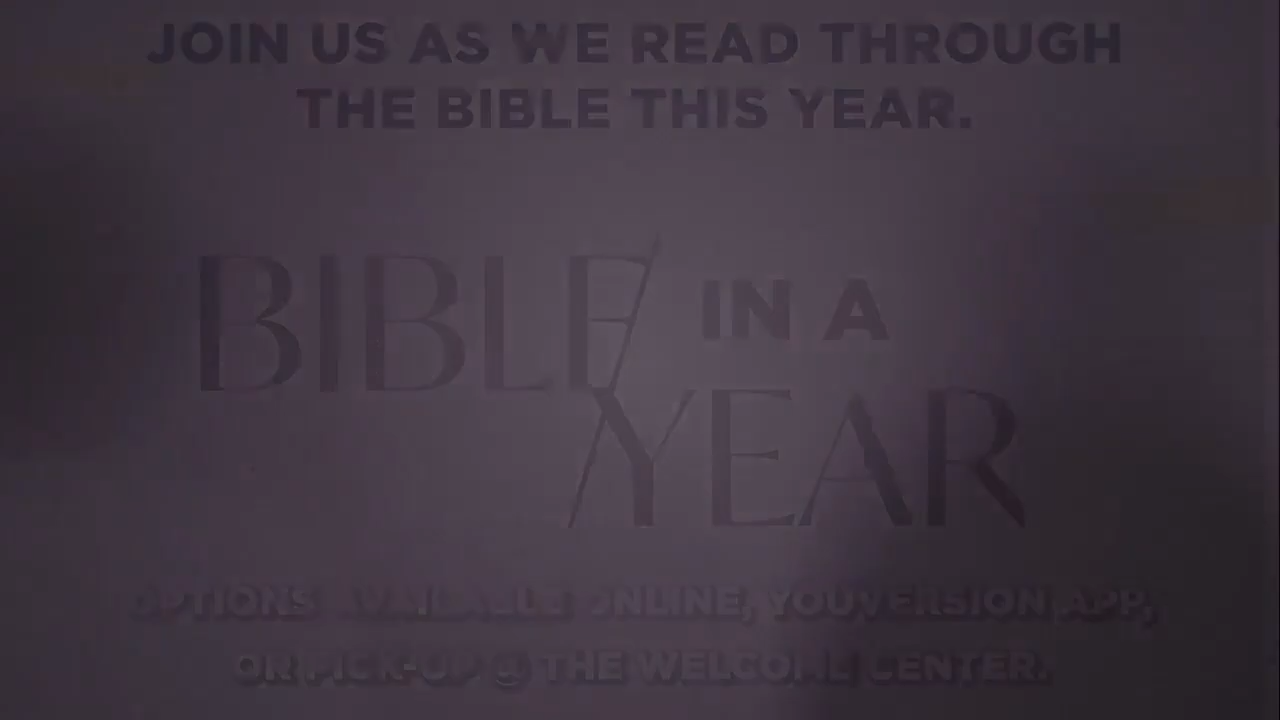 JOIN US AS WE READ THROUGH
THE BIBLE THIS YEAR.
BIBLE IN A
YEAR
OPTIONS AVAILABLE ONLINE, YOUVERSION APP,
OR PICK-UP @ THE WELCOME CENTER.